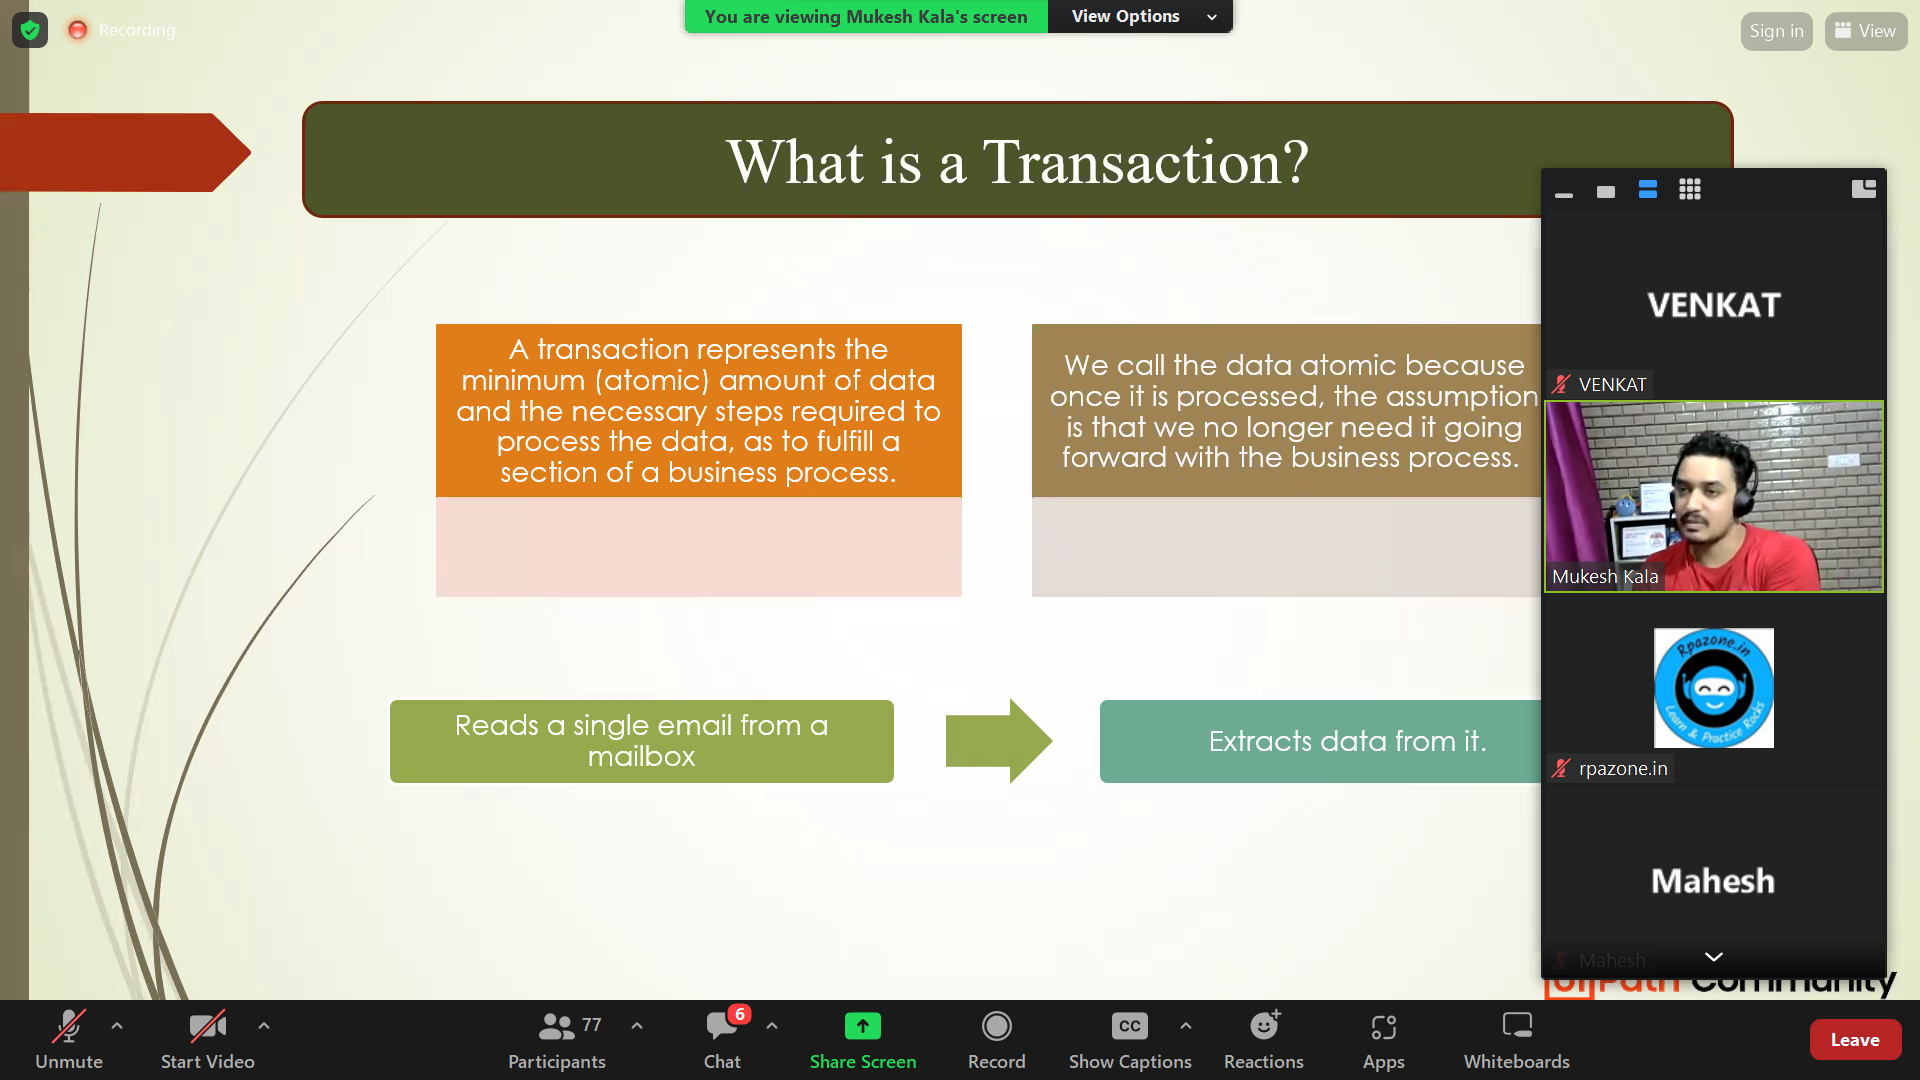 Recording
You are viewing Mukesh Kala's screen
View Options
Sign in
View
What is a Transaction?
A transaction represents the
minimum (atomic) amount of data
and the necessary steps required to
process the data, as to fulfill a
section of a business process.
We call the data atomic because
once it is processed, the assumption
is that we no longer need it going
forward with the business process.
Reads a single email from a
mailbox
Extracts data from it.
VENKAT
VENKAT
Mukesh Kala
Rpazone.in
Learn & Practice Rocks
rpazone.in
Mahesh
Mahesh
UiPath Community
Unmute
Start Video
77
Participants
6
Chat
Share Screen
Record
CC
Show Captions
Reactions
Apps
Whiteboards
Leave